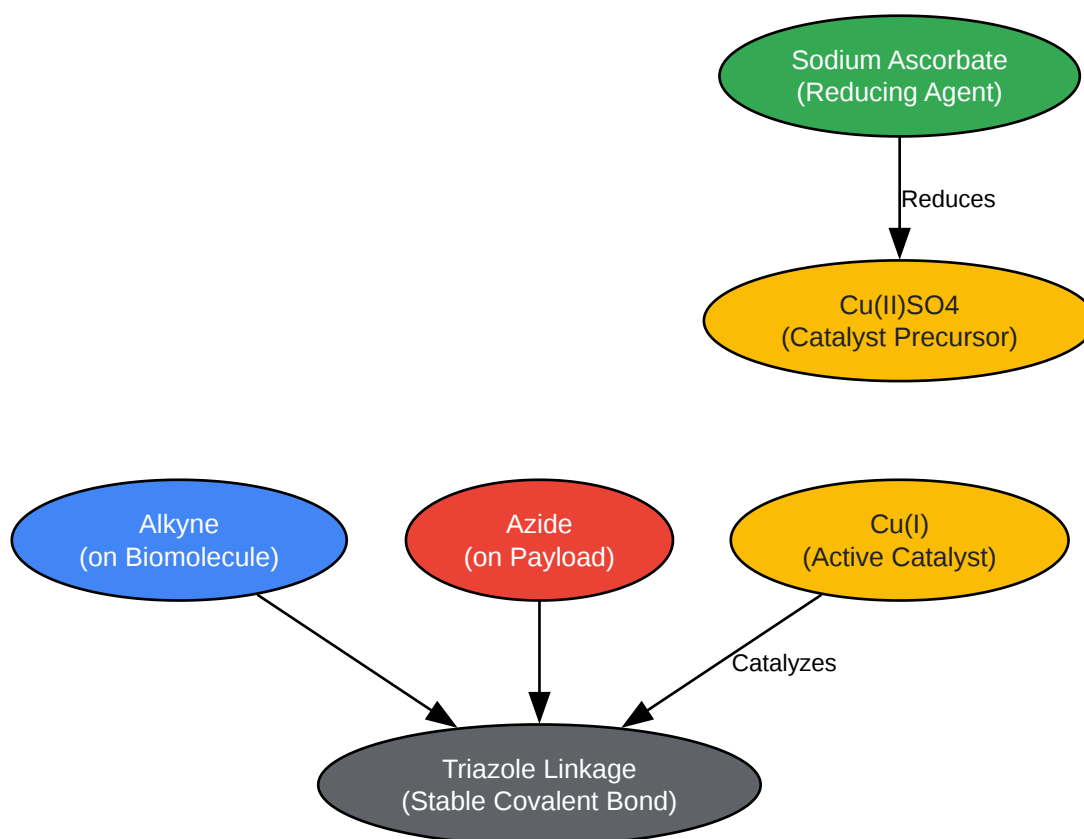 Sodium Ascorbate
(Reducing Agent)
Reduces
Cu(II)SO4
(Catalyst Precursor)
Alkyne
(on Biomolecule)
Azide
(on Payload)
Cu(I)
(Active Catalyst)
Catalyzes
Triazole Linkage
(Stable Covalent Bond)